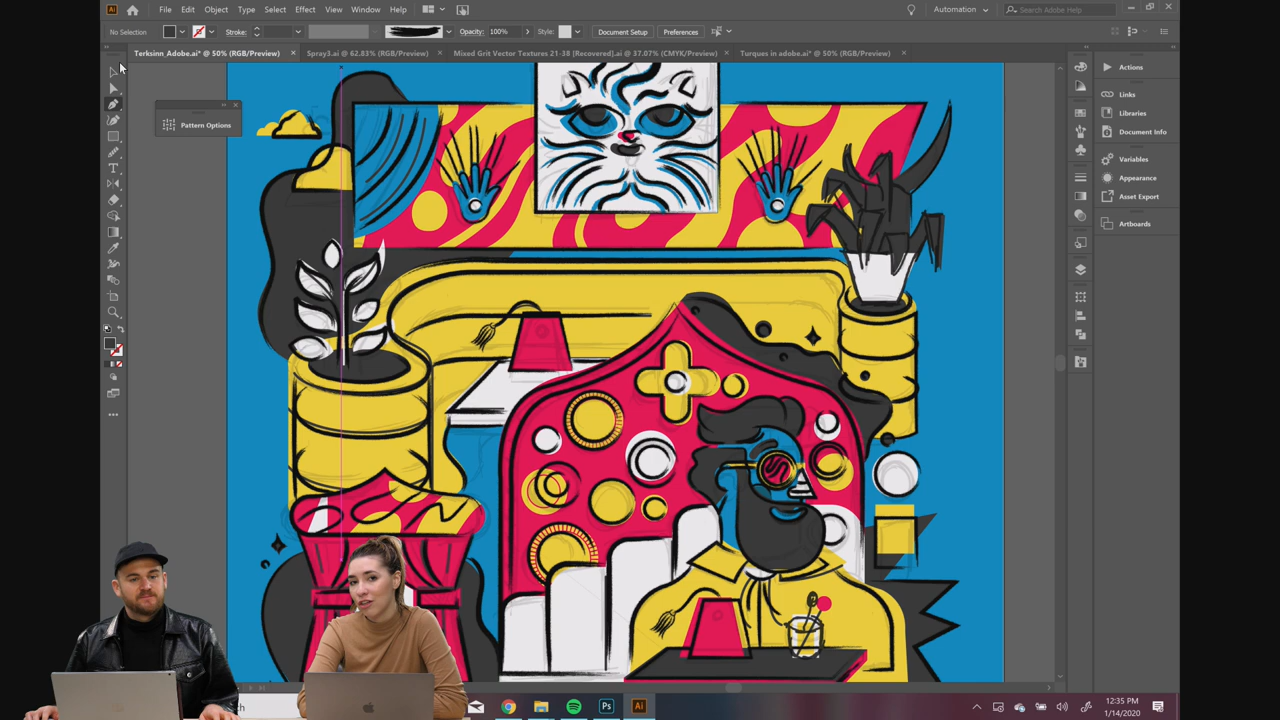 Ai File Edit Object Type Select Effect View Window Help Automation Search Adobe Help
No Selection Stroke: Opacity: 100% Style: Document Setup Preferences
Terksinn_Adobe.ai* @ 50% (RGB/Preview) × Spray3.ai @ 62.83% (RGB/Preview) × Mixed Grit Vector Textures 21-38 [Recovered].ai @ 37.07% (CMYK/Preview) × Turques in adobe.ai* @ 50% (RGB/Preview) ×
Pattern Options
Actions
Links
Libraries
Document Info
Variables
Appearance
Asset Export
Artboards
Ps Ai
12:35 PM
1/14/2020